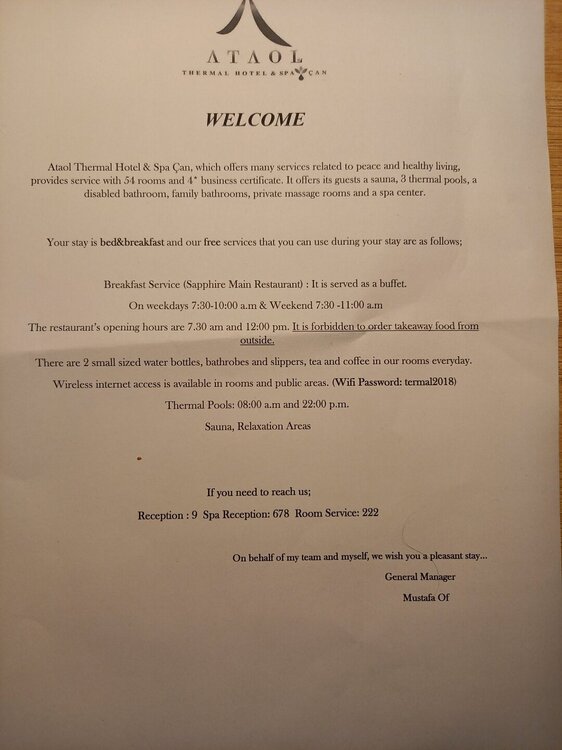 ATAOL
THERMAL HOTEL & SPA ÇAN
WELCOME
Ataol Thermal Hotel & Spa Çan, which offers many services related to peace and healthy living,
provides service with 54 rooms and 4* business certificate. It offers its guests a sauna, 3 thermal pools, a
disabled bathroom, family bathrooms, private massage rooms and a spa center.
Your stay is bed&breakfast and our free services that you can use during your stay are as follows;
Breakfast Service (Sapphire Main Restaurant) : It is served as a buffet.
On weekdays 7:30-10:00 a.m & Weekend 7:30 -11:00 a.m
The restaurant's opening hours are 7.30 am and 12:00 pm. It is forbidden to order takeaway food from
outside.
There are 2 small sized water bottles, bathrobes and slippers, tea and coffee in our rooms everyday.
Wireless internet access is available in rooms and public areas. (Wifi Password: termal2018)
Thermal Pools: 08:00 a.m and 22:00 p.m.
Sauna, Relaxation Areas
If you need to reach us;
Reception : 9 Spa Reception: 678 Room Service: 222
On behalf of my team and myself, we wish you a pleasant stay...
General Manager
Mustafa Of